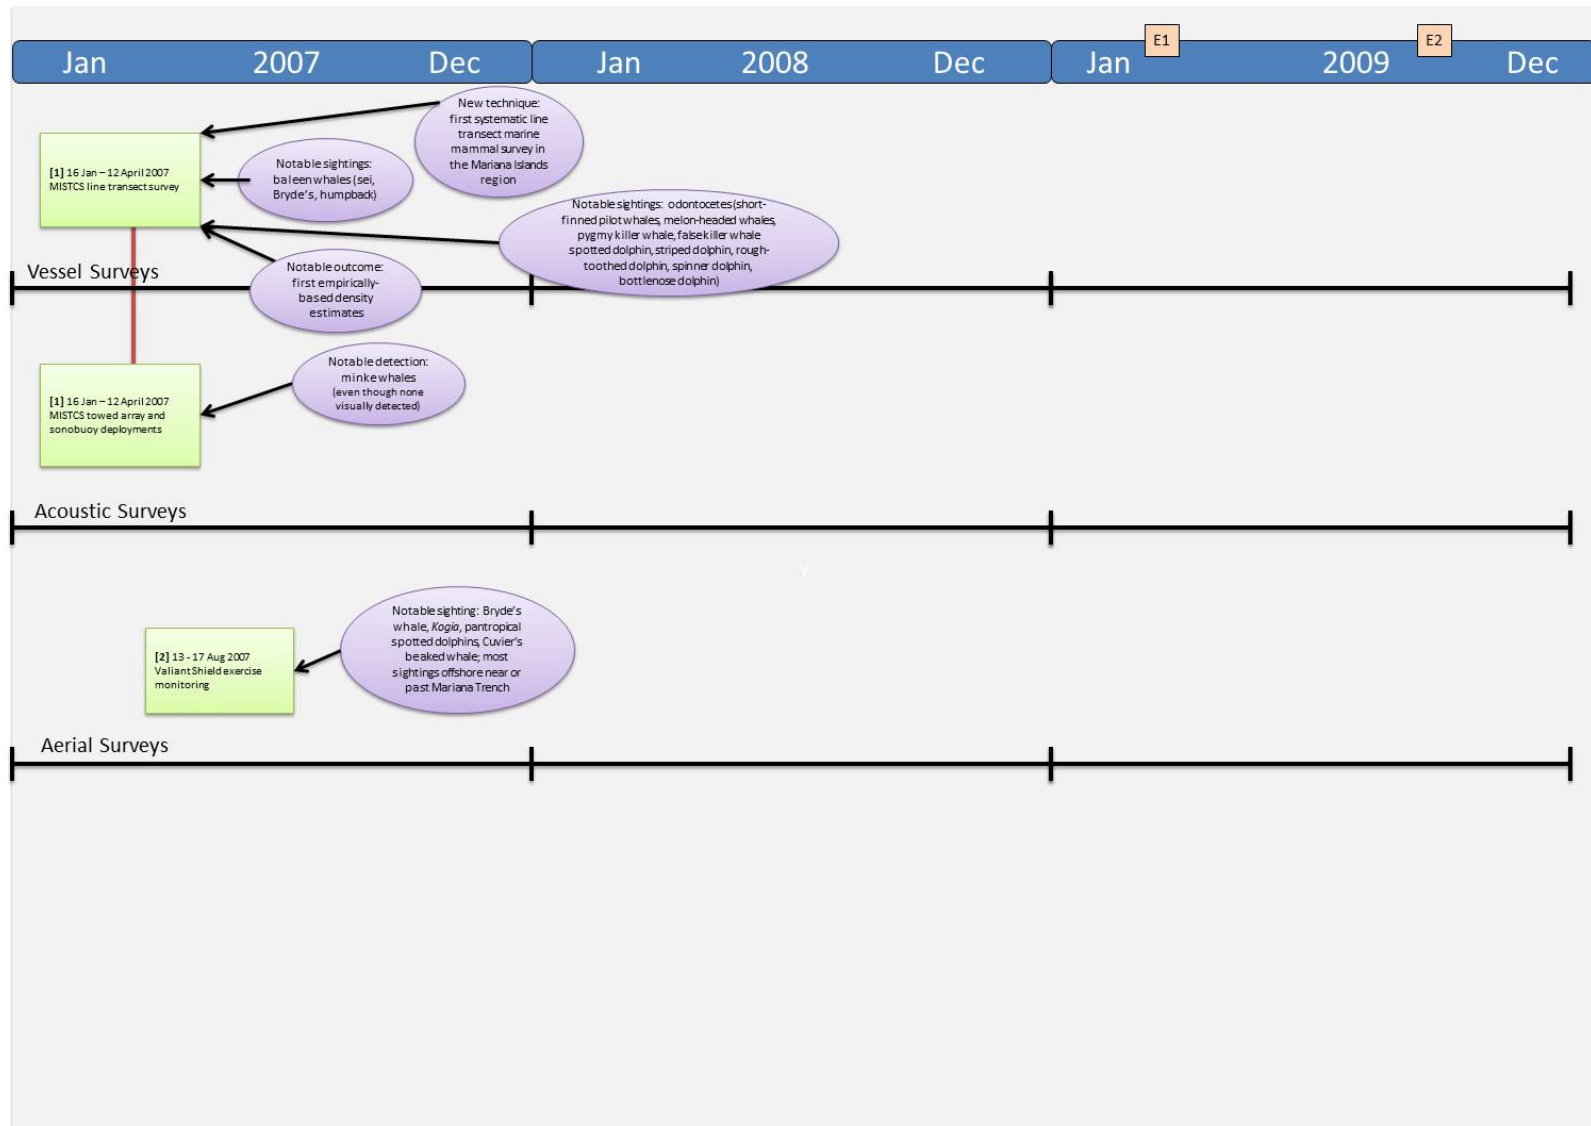 E1
E2
Jan 2007 Dec
Jan 2008 Dec
Jan 2009 Dec
New technique:
first systematic line
transect marine
mammal survey in
the Mariana Islands
region
[1] 16 Jan – 12 April 2007
MISTCS line transect survey
Notable sightings:
baleen whales (sei,
Bryde's, humpback)
Notable sightings: odontocetes (short-
finned pilot whales, melon-headed whales,
pygmy killer whale, false killer whale
spotted dolphin, striped dolphin, rough-
toothed dolphin, spinner dolphin,
bottlenose dolphin)
Notable outcome:
first empirically-
based density
estimates
Vessel Surveys
Notable detection:
minke whales
(even though none
visually detected)
[1] 16 Jan – 12 April 2007
MISTCS towed array and
sonobuoy deployments
Acoustic Surveys
v
Notable sighting: Bryde's
whale, Kogia, pantropical
spotted dolphins, Cuvier's
beaked whale; most
sightings offshore near or
past Mariana Trench
[2] 13 - 17 Aug 2007
Valiant Shield exercise
monitoring
Aerial Surveys